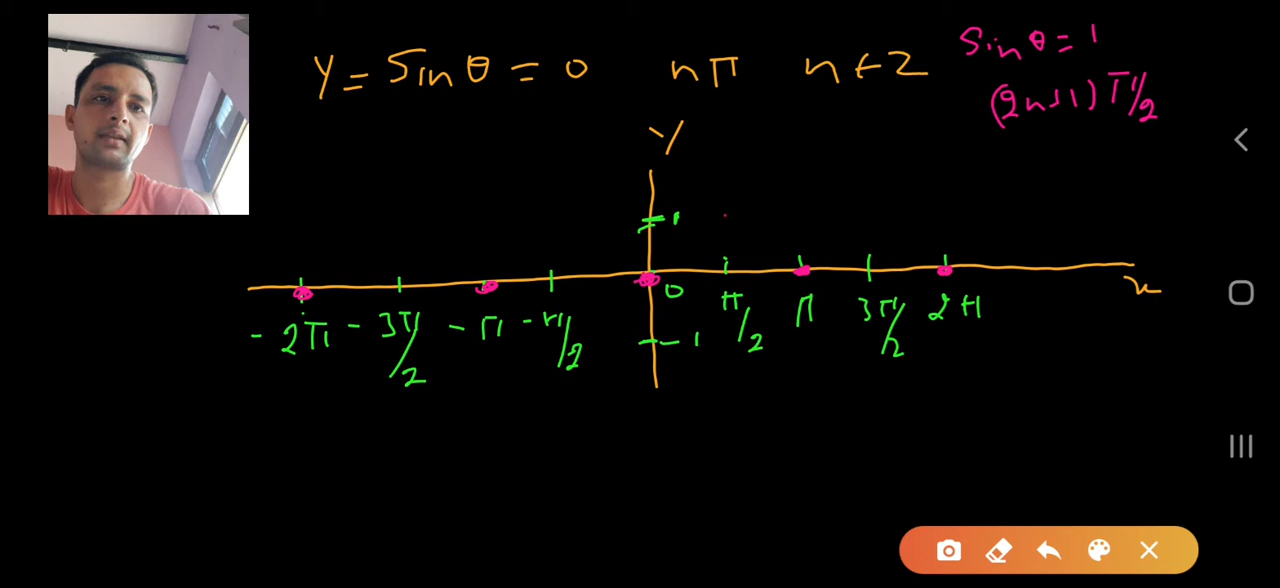 y = Sin θ = 0 nπ n ∈ Z
Sin θ = 1
(2n+1) π/2
Y
1
0
x
-2π -3π/2 -π -π/2 π/2 π 3π/2 2π
-1